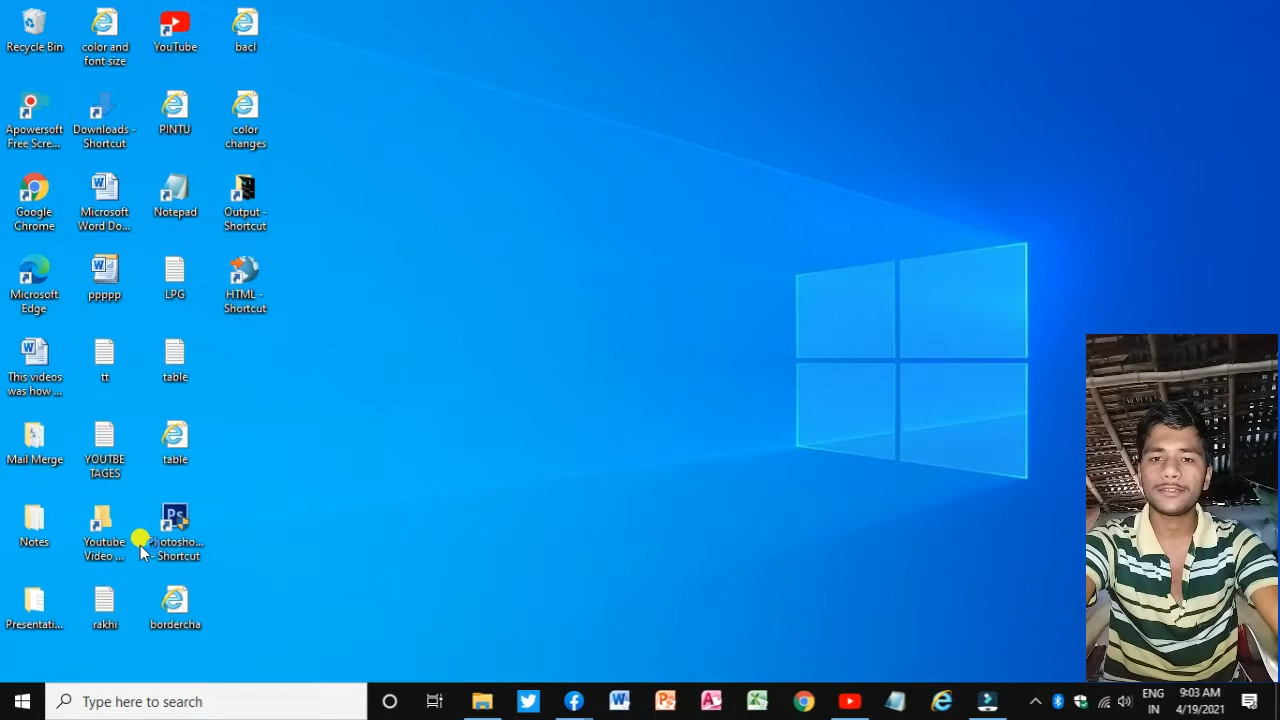 Recycle Bin
color and
font size
YouTube
bacl
Apowersoft
Free Scre...
Downloads -
Shortcut
PINTU
color
changes
Google
Chrome
Microsoft
Word Do...
Notepad
Output -
Shortcut
Microsoft
Edge
ppppp
LPG
HTML -
Shortcut
This videos
was how ...
tt
table
Mail Merge
YOUTBE
TAGES
table
Notes
Youtube
Video ...
Ps
Photosho...
- Shortcut
Presentati...
rakhi
bordercha
Type here to search
ENG
IN
9:03 AM
4/19/2021